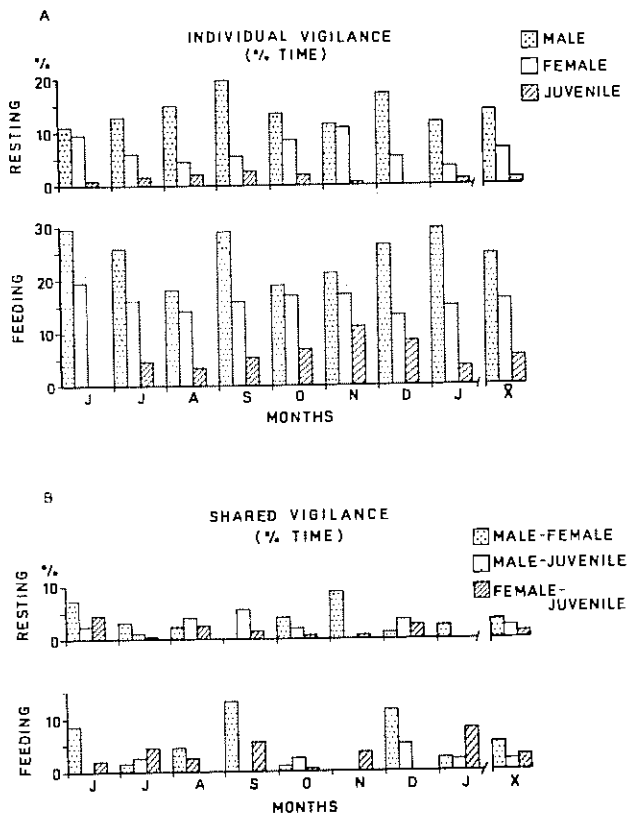 A
INDIVIDUAL VIGILANCE
(% TIME)
MALE
FEMALE
JUVENILE
%
20
10
0
RESTING
30
20
10
0
FEEDING
J J A S O N D J X̄
MONTHS
B
SHARED VIGILANCE
(% TIME)
MALE-FEMALE
MALE-JUVENILE
FEMALE-
JUVENILE
%
10
0
RESTING
10
0
FEEDING
J J A S O N D J X
MONTHS